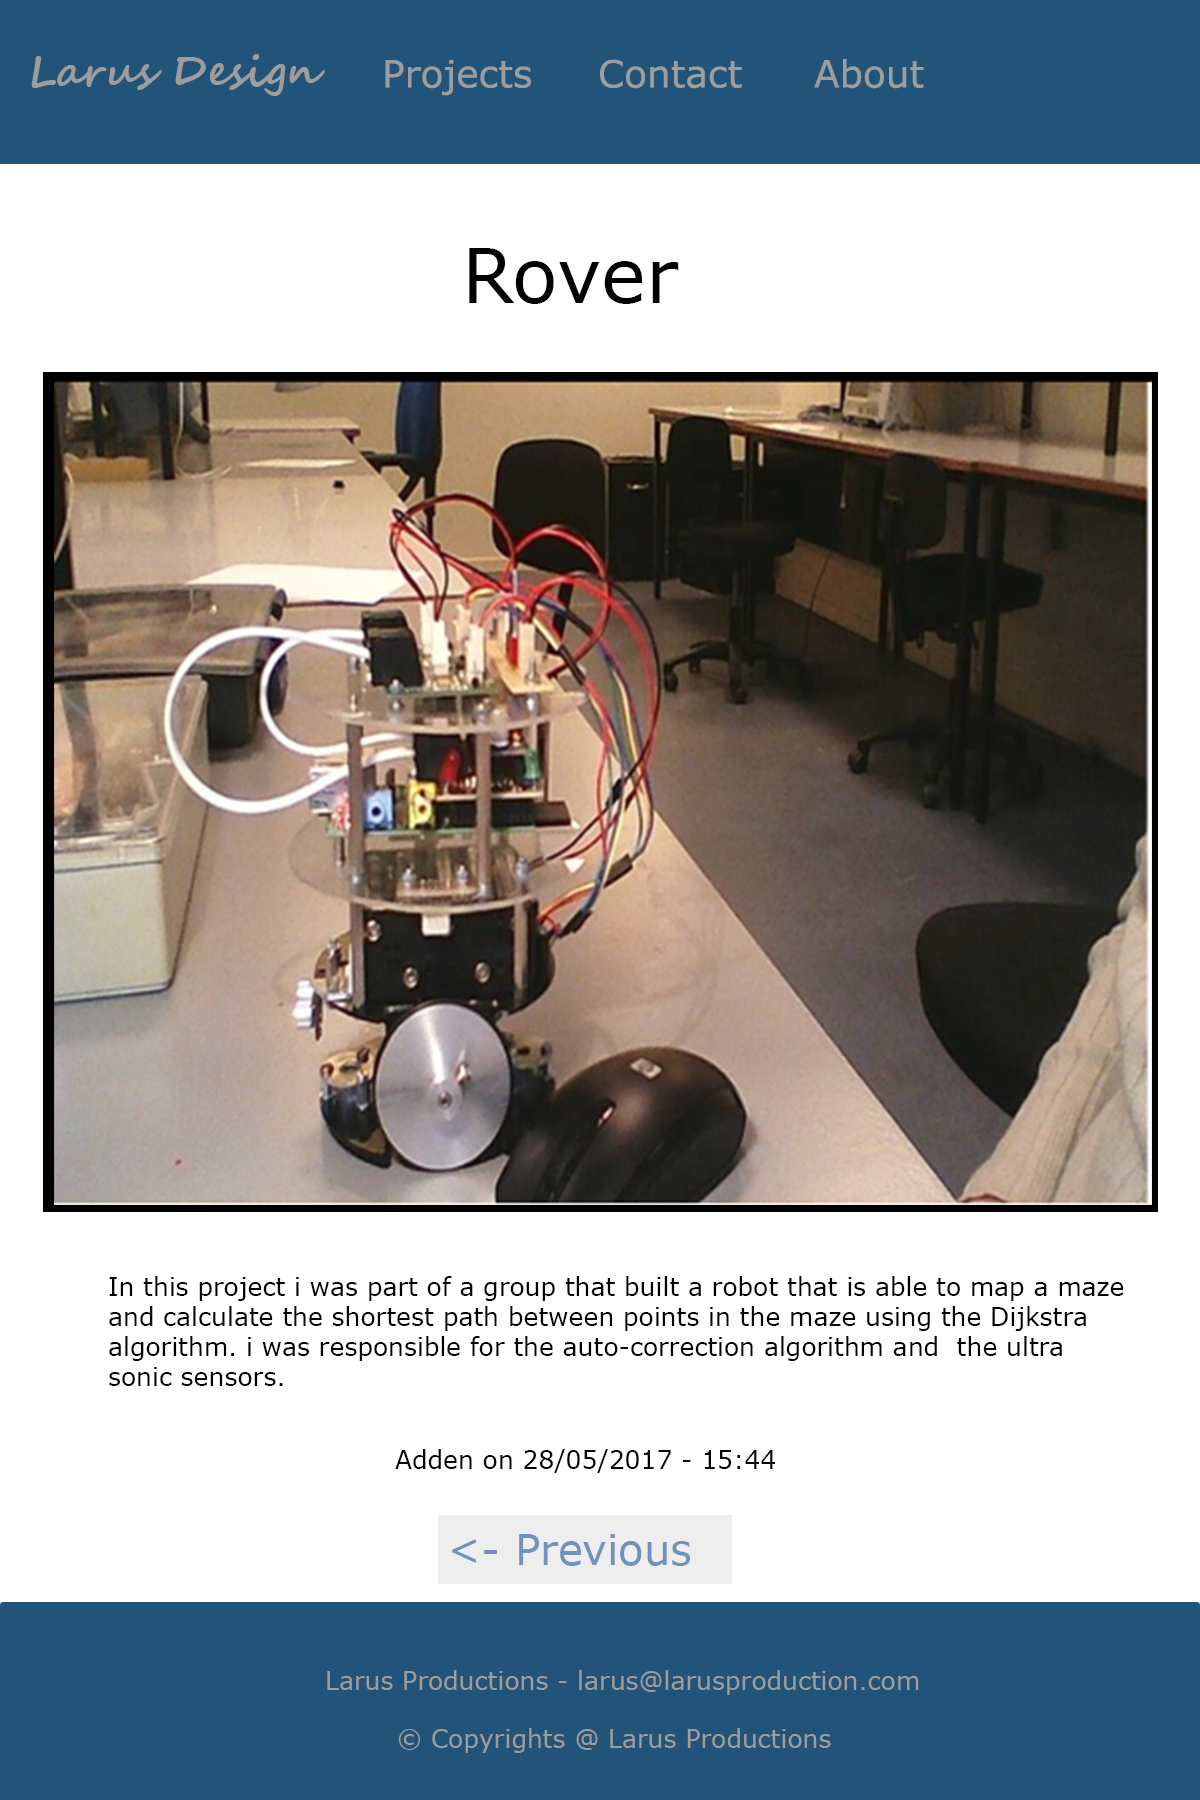 Larus Design Projects Contact About
Rover
In this project i was part of a group that built a robot that is able to map a maze
and calculate the shortest path between points in the maze using the Dijkstra
algorithm. i was responsible for the auto-correction algorithm and  the ultra
sonic sensors.
Adden on 28/05/2017 - 15:44
<- Previous
Larus Productions - larus@larusproduction.com
© Copyrights @ Larus Productions